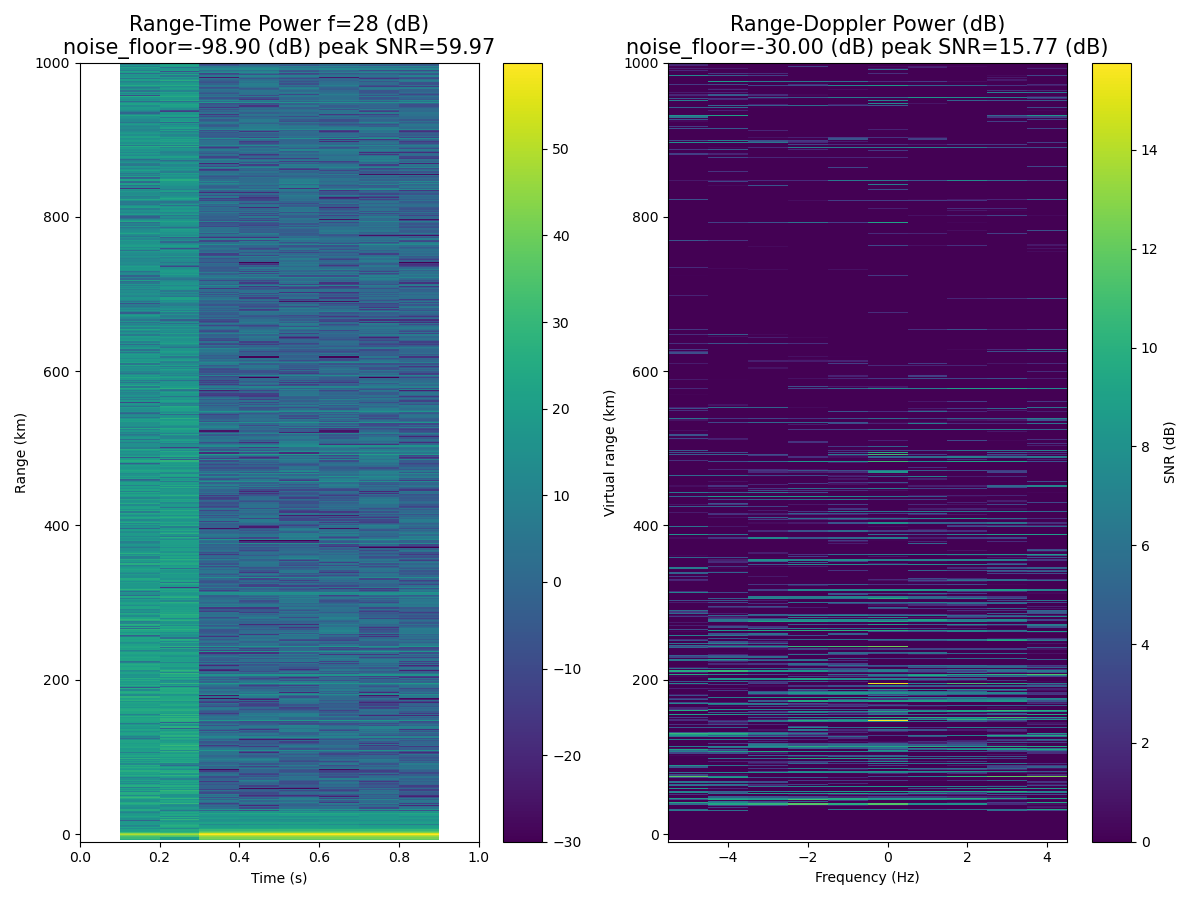 Range-Time Power f=28 (dB)
noise_floor=-98.90 (dB) peak SNR=59.97
Range-Doppler Power (dB)
noise_floor=-30.00 (dB) peak SNR=15.77 (dB)
1000
800
600
400
200
0
Range (km)
0.0 0.2 0.4 0.6 0.8 1.0
Time (s)
50
40
30
20
10
0
−10
−20
−30
1000
800
600
400
200
0
Virtual range (km)
−4 −2 0 2 4
Frequency (Hz)
14
12
10
8
6
4
2
0
SNR (dB)